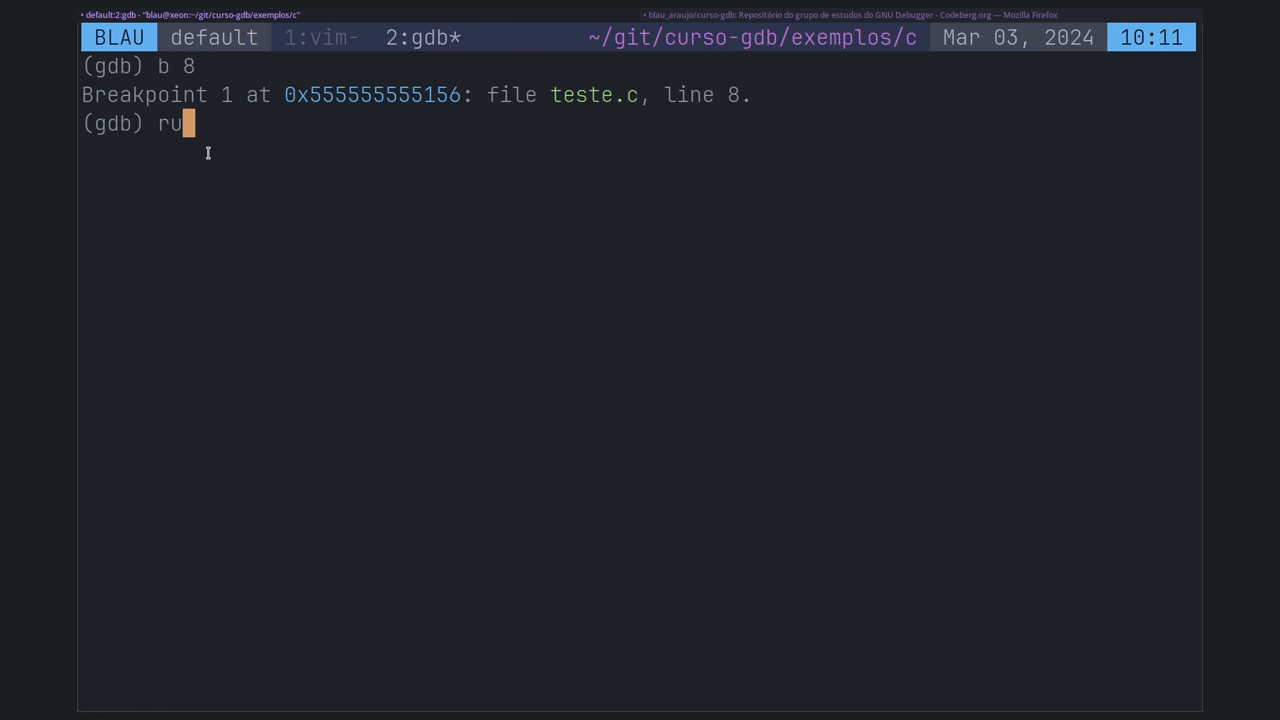 • default:2:gdb - "blau@xeon:~/git/curso-gdb/exemplos/c"
• blau_araujo/curso-gdb: Repositório do grupo de estudos do GNU Debugger - Codeberg.org — Mozilla Firefox
BLAU default 1:vim- 2:gdb* ~/git/curso-gdb/exemplos/c Mar 03, 2024 10:11
(gdb) b 8
Breakpoint 1 at 0x555555555156: file teste.c, line 8.
(gdb) ru